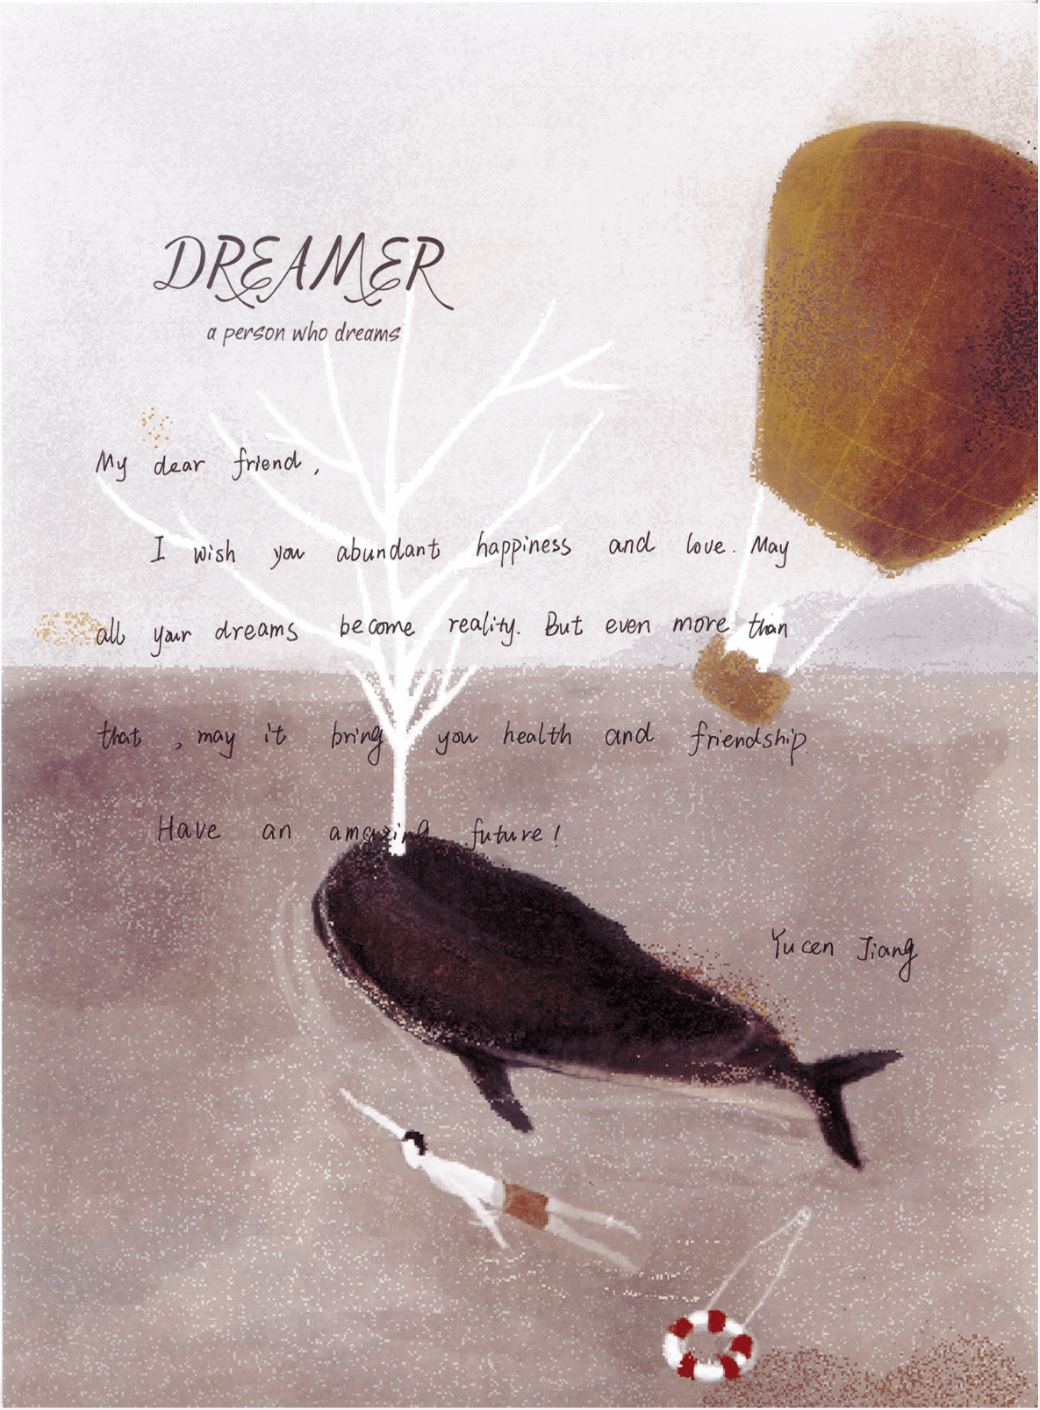 DREAMER
a person who dreams
My dear friend,
I wish you abundant happiness and love. May
all your dreams become reality. But even more than
that, may it bring you health and friendship.
Have an amazing future!
Yucen Jiang